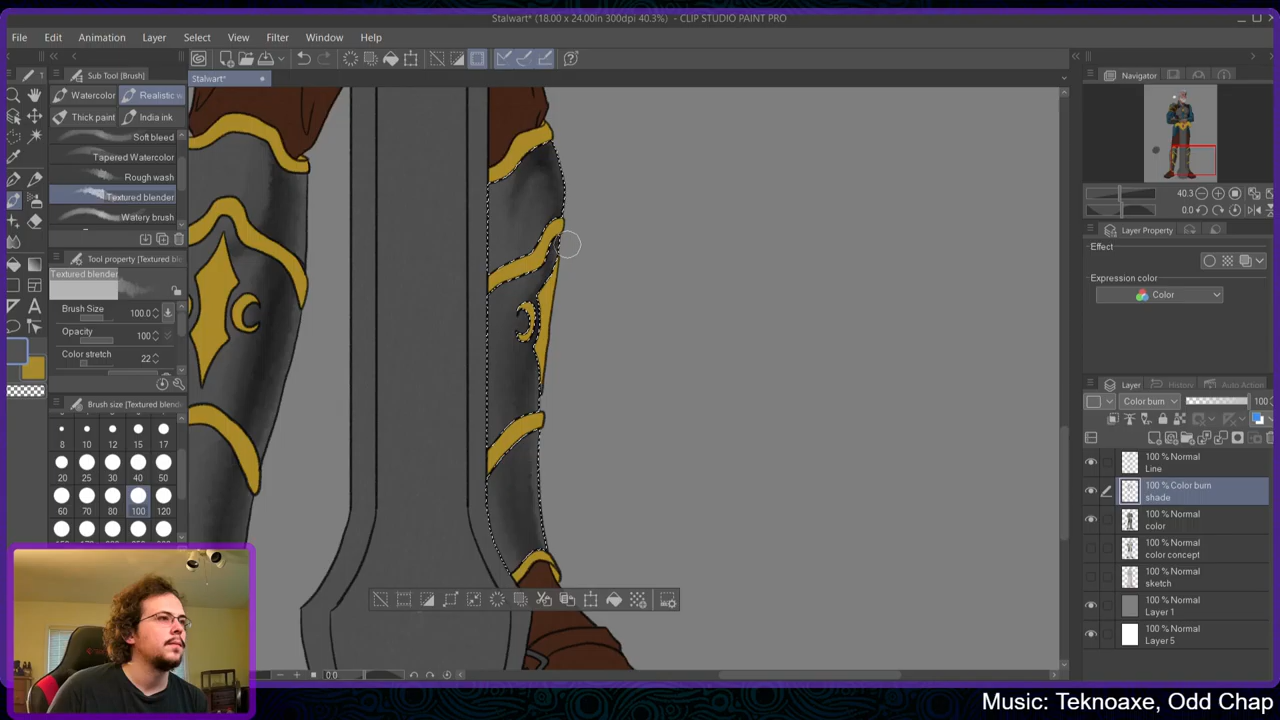 Stalwart* (18.00 x 24.00in 300dpi 40.3%) - CLIP STUDIO PAINT PRO
File Edit Animation Layer Select View Filter Window Help
Sub Tool [Brush]
Stalwart*
Navigator
Watercolor
Realistic w
Thick paint
India ink
Soft bleed
Tapered Watercolor
Rough wash
Textured blender
Watery brush
40.3
0.0
Tool property [Textured ble
Textured blender
Brush Size 100.0
Opacity 100
Color stretch 22
Brush size [Textured blend
8 10 12 15 17
20 25 30 40 50
60 70 80 100 120
Layer Property
Effect
Expression color
Color
Layer History Auto Action
Color burn 100
100 % Normal
Line
100 % Color burn
shade
100 % Normal
color
100 % Normal
color concept
100 % Normal
sketch
100 % Normal
Layer 1
100 % Normal
Layer 5
0.0
Music: Teknoaxe, Odd Chap